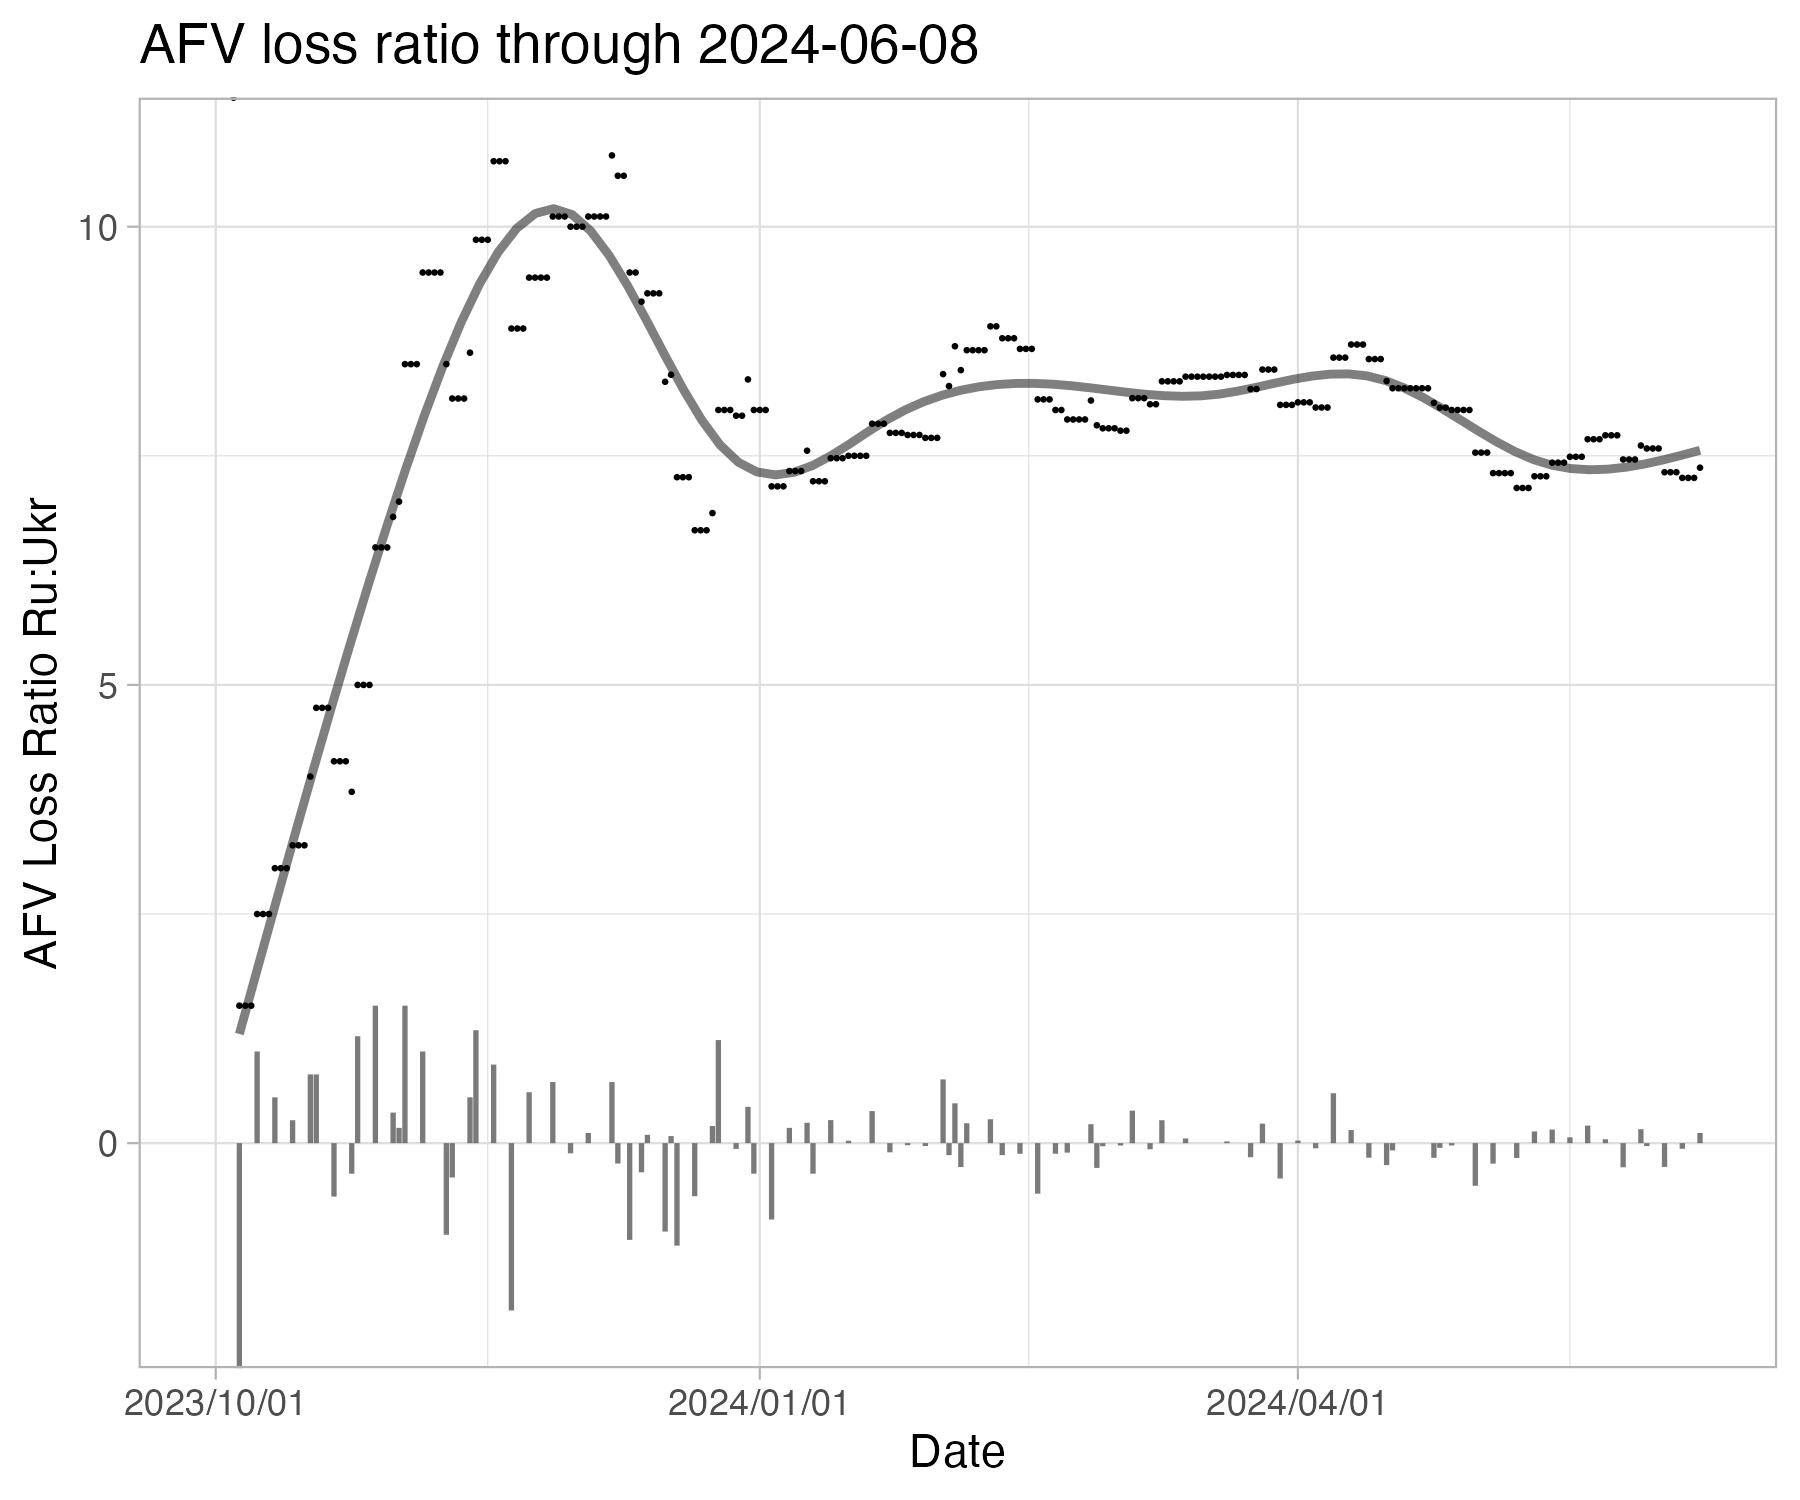 AFV loss ratio through 2024-06-08
AFV Loss Ratio Ru:Ukr
10
5
0
2023/10/01
2024/01/01
2024/04/01
Date